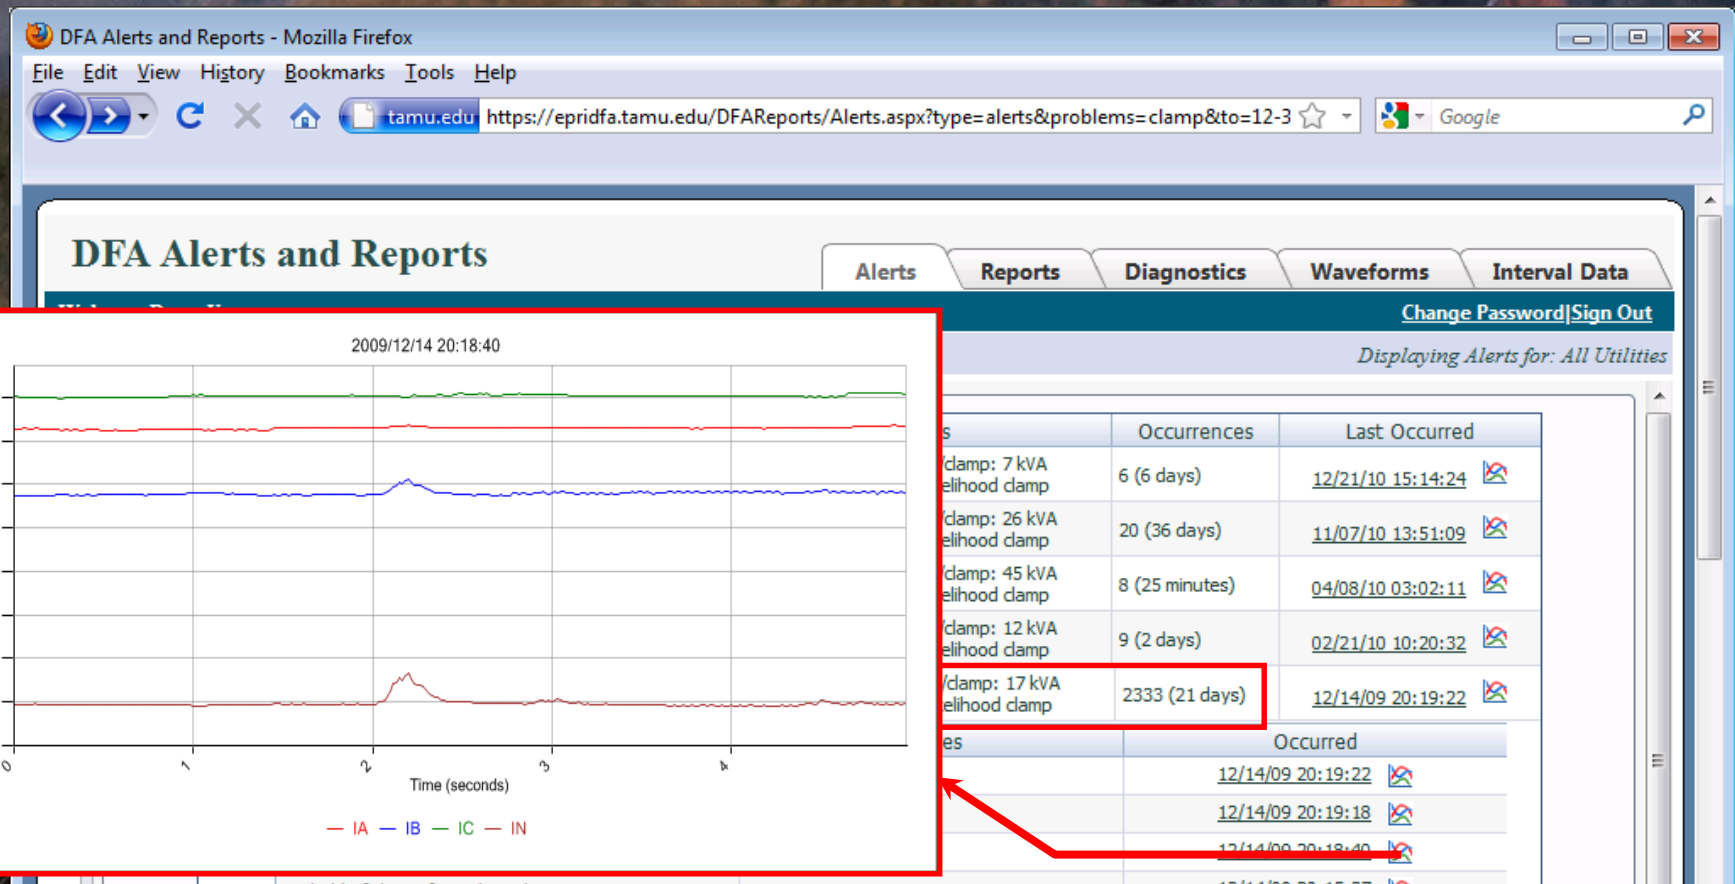 DFA Alerts and Reports - Mozilla Firefox
File Edit View History Bookmarks Tools Help
tamu.edu https://epridfa.tamu.edu/DFAReports/Alerts.aspx?type=alerts&problems=clamp&to=12-3
Google
DFA Alerts and Reports
Alerts Reports Diagnostics Waveforms Interval Data
Change Password|Sign Out
Displaying Alerts for: All Utilities
2009/12/14 20:18:40
0 1 2 3 4
Time (seconds)
IA IB IC IN
s Occurrences Last Occurred
/clamp: 7 kVA
elihood clamp
6 (6 days) 12/21/10 15:14:24
/clamp: 26 kVA
elihood clamp
20 (36 days) 11/07/10 13:51:09
/clamp: 45 kVA
elihood clamp
8 (25 minutes) 04/08/10 03:02:11
/clamp: 12 kVA
elihood clamp
9 (2 days) 02/21/10 10:20:32
/clamp: 17 kVA
elihood clamp
2333 (21 days) 12/14/09 20:19:22
es Occurred
12/14/09 20:19:22
12/14/09 20:19:18
12/14/09 20:18:40